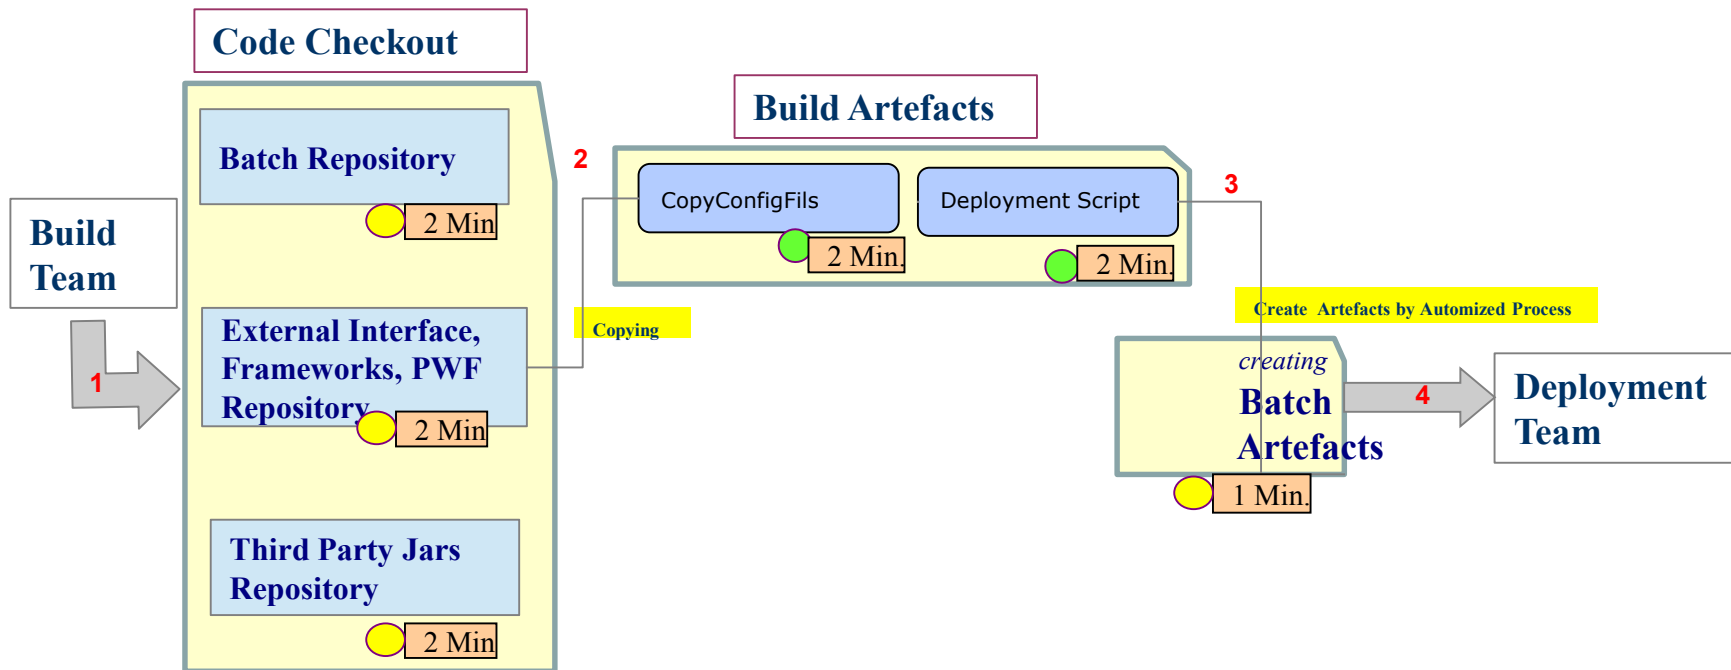 Code Checkout
Build Artefacts
Batch Repository
2 Min
Build
Team
1
External Interface,
Frameworks, PWF
Repository
2 Min
Third Party Jars
Repository
2 Min
2
Copying
CopyConfigFils
2 Min.
Deployment Script
2 Min.
3
Create Artefacts by Automized Process
creating
Batch
Artefacts
1 Min.
4
Deployment
Team